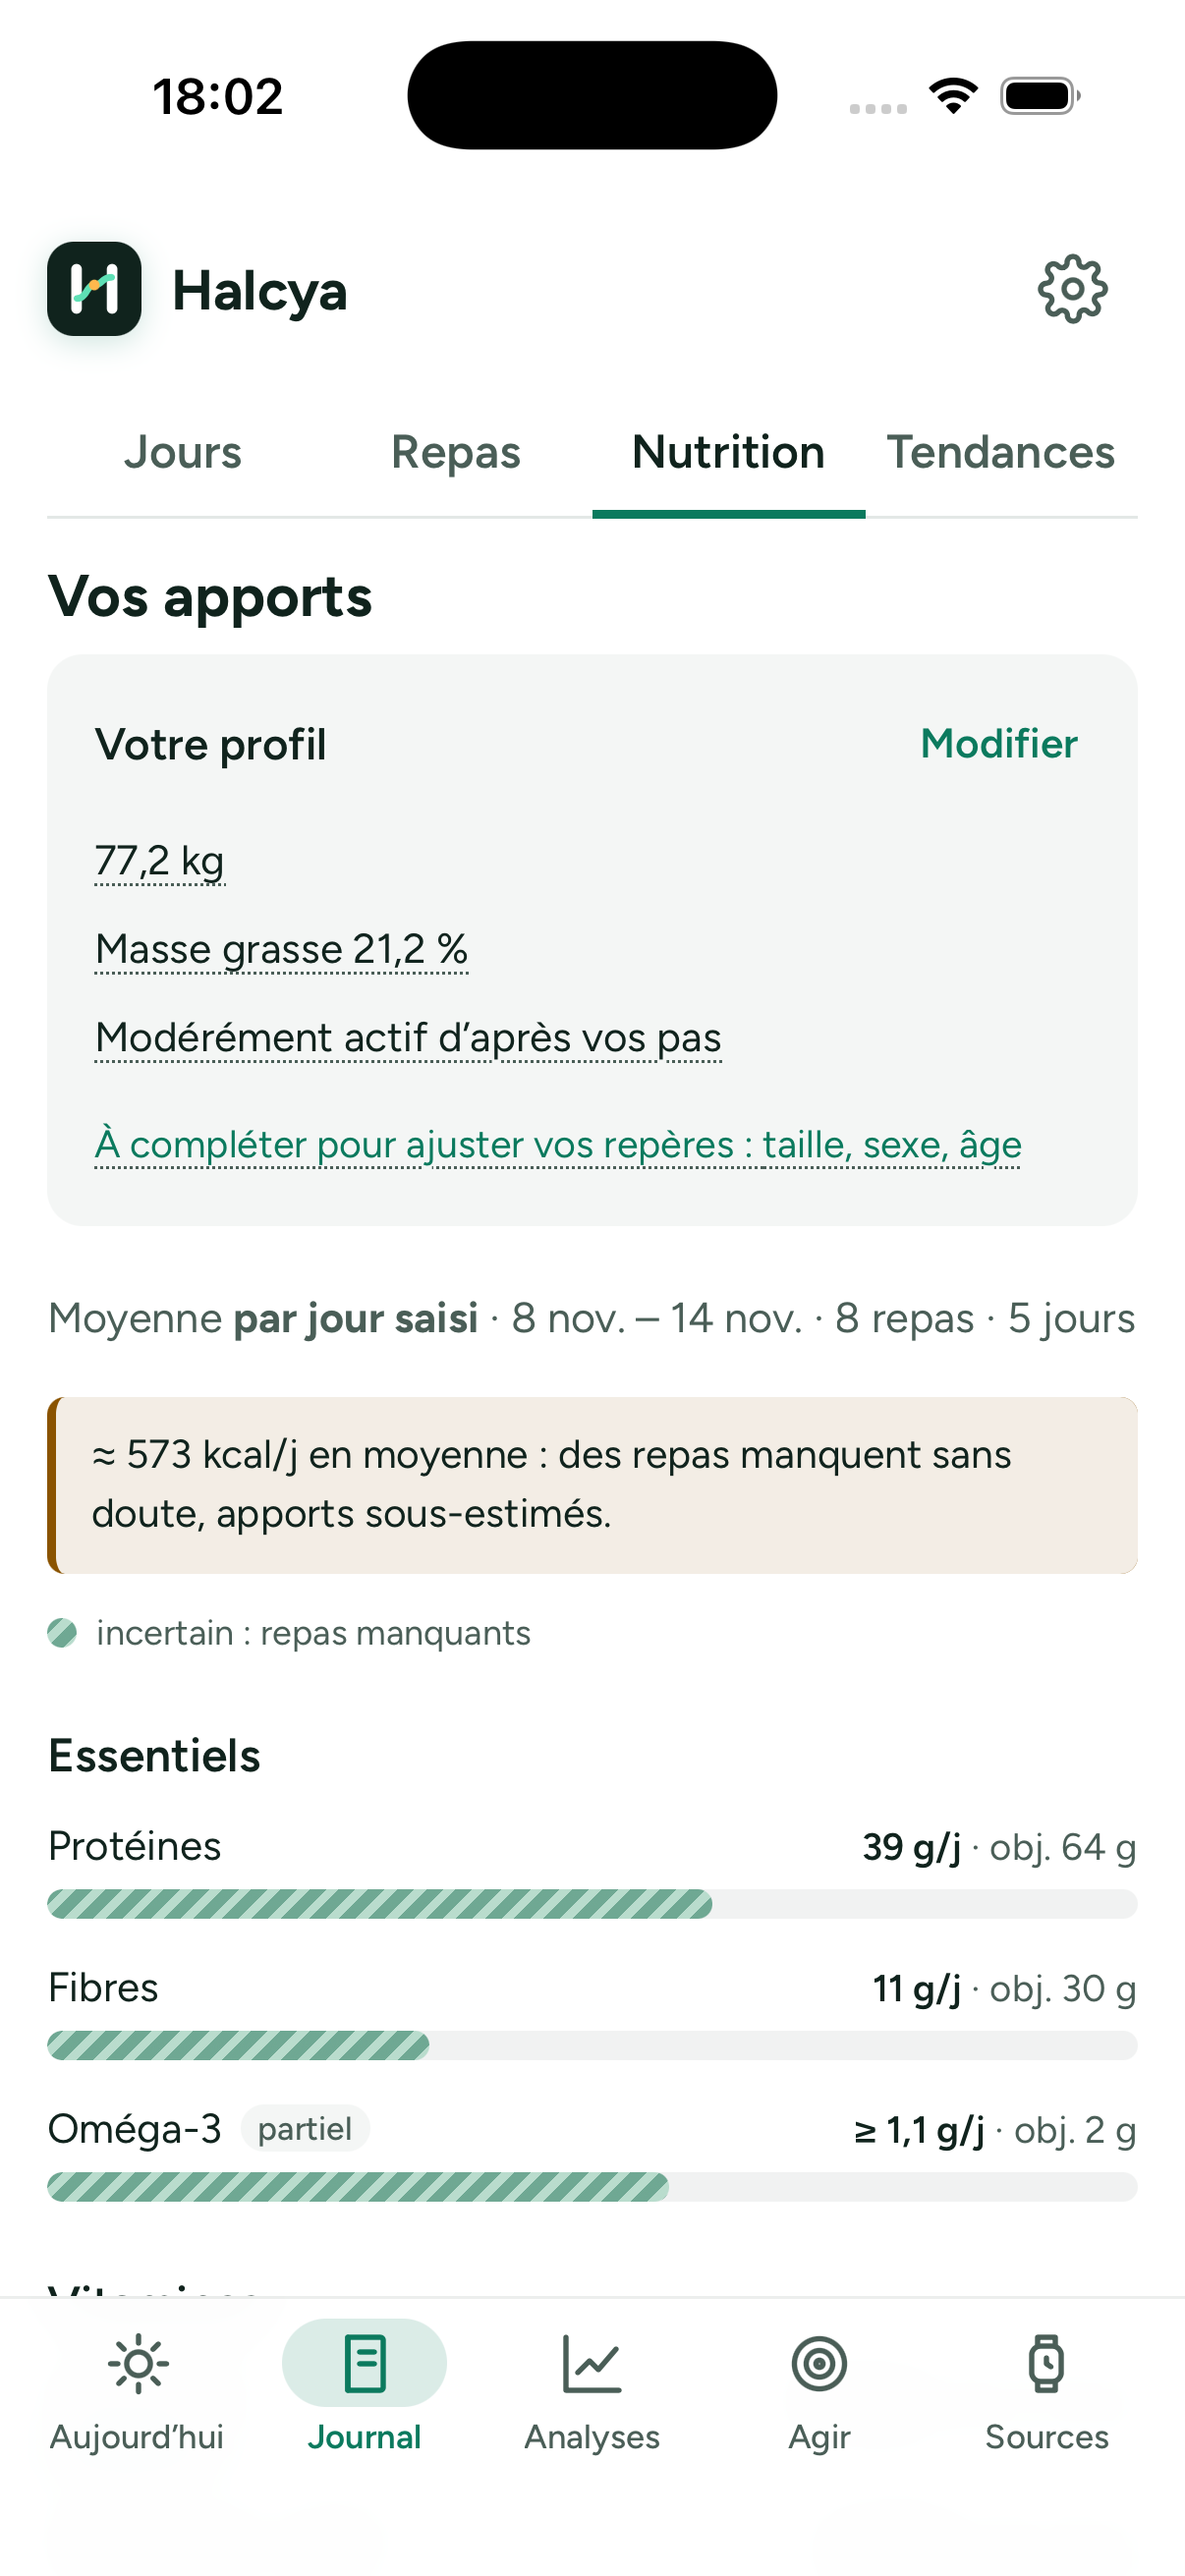 18:02
Halcya
Jours
Repas
Nutrition
Tendances
Vos apports
Votre profil
Modifier
77,2 kg
Masse grasse 21,2 %
Modérément actif d’après vos pas
À compléter pour ajuster vos repères : taille, sexe, âge
Moyenne par jour saisi · 8 nov. – 14 nov. · 8 repas · 5 jours
≈ 573 kcal/j en moyenne : des repas manquent sans
doute, apports sous-estimés.
incertain : repas manquants
Essentiels
Protéines
39 g/j · obj. 64 g
Fibres
11 g/j · obj. 30 g
Oméga-3 partiel
≥ 1,1 g/j · obj. 2 g
Aujourd’hui
Journal
Analyses
Agir
Sources